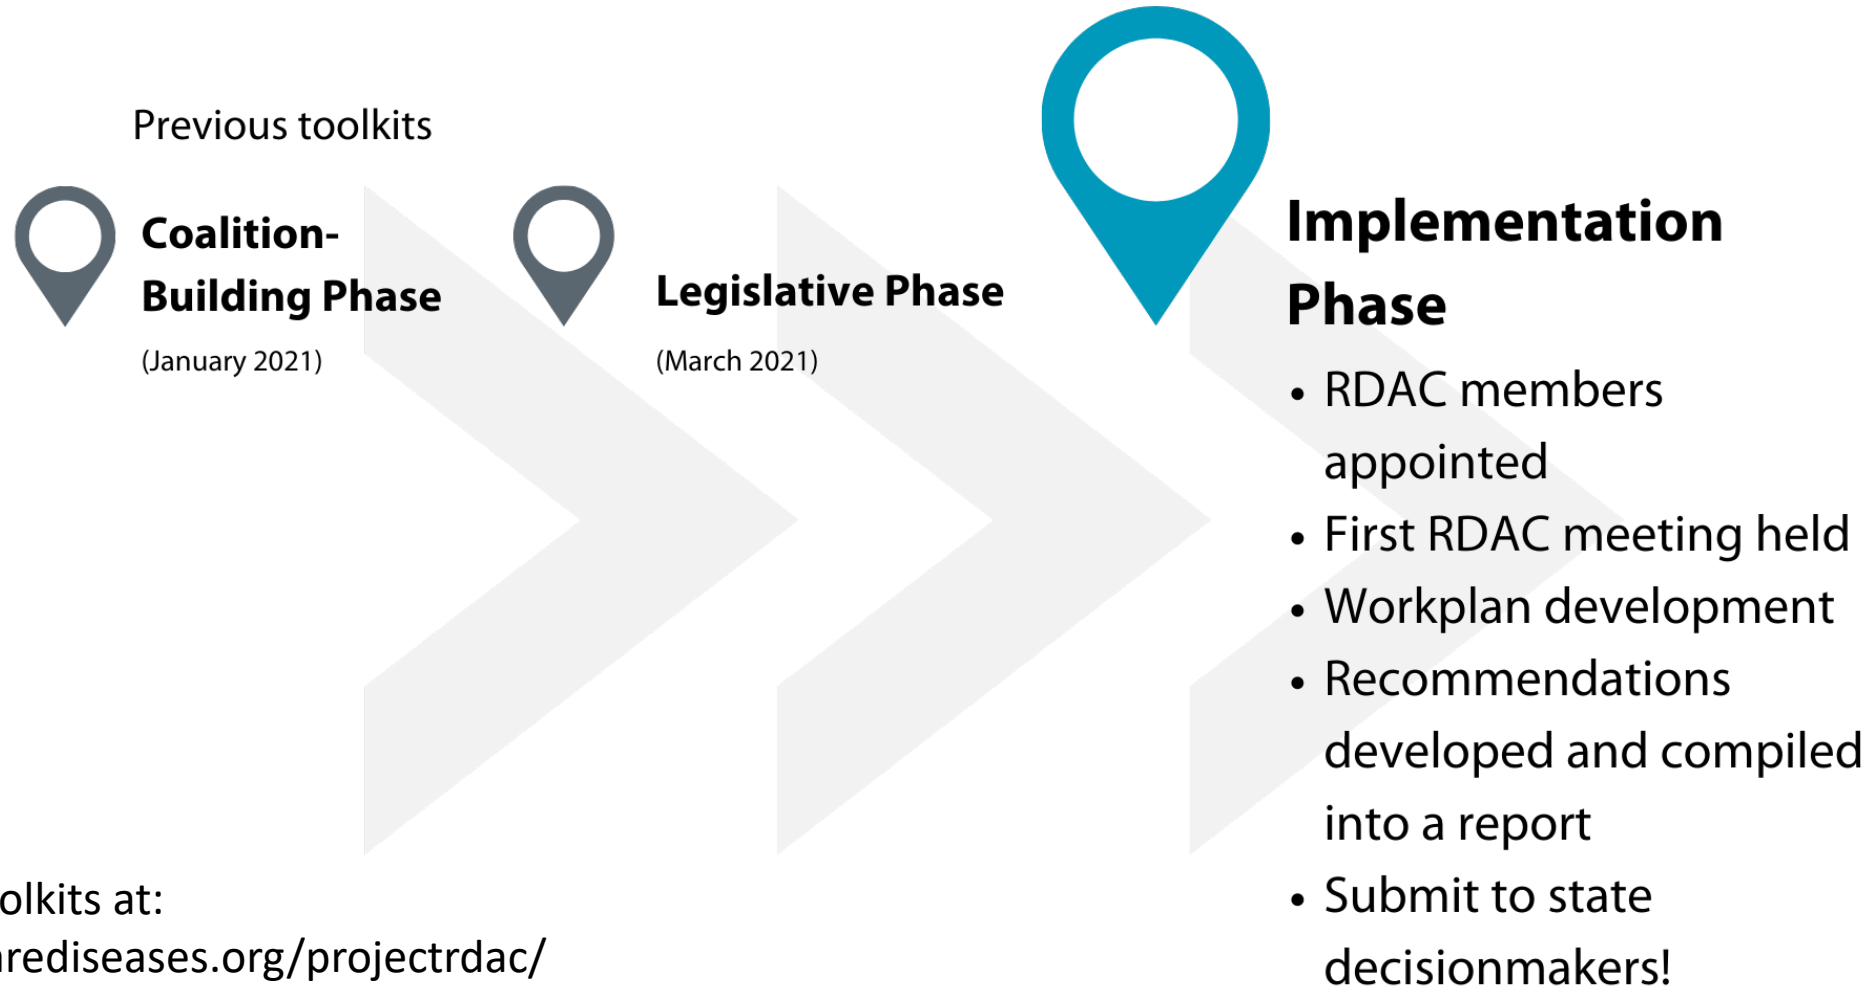 Previous toolkits
Coalition-
Building Phase
(January 2021)
Legislative Phase
(March 2021)
Implementation
Phase
• RDAC members
appointed
• First RDAC meeting held
• Workplan development
• Recommendations
developed and compiled
into a report
• Submit to state
decisionmakers!
olkits at:
arediseases.org/projectrdac/